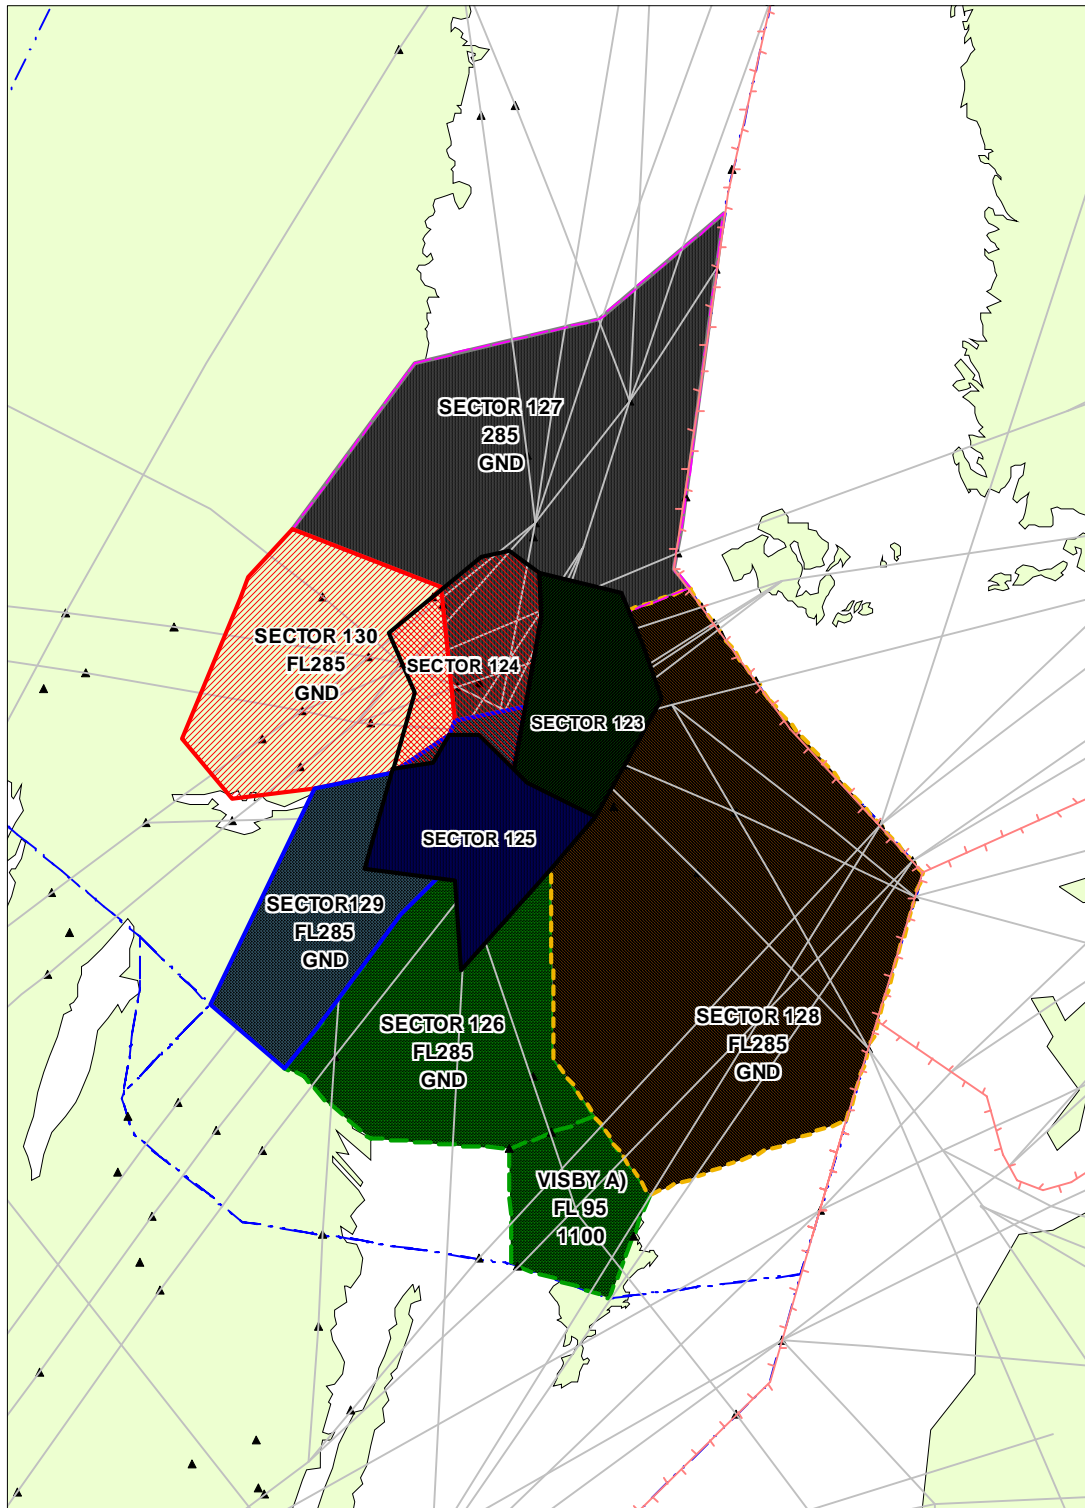 SECTOR 127
285
GND
SECTOR 130
FL285
GND
SECTOR 124
SECTOR 123
SECTOR 125
SECTOR129
FL285
GND
SECTOR 126
FL285
GND
SECTOR 128
FL285
GND
VISBY A)
FL 95
1100